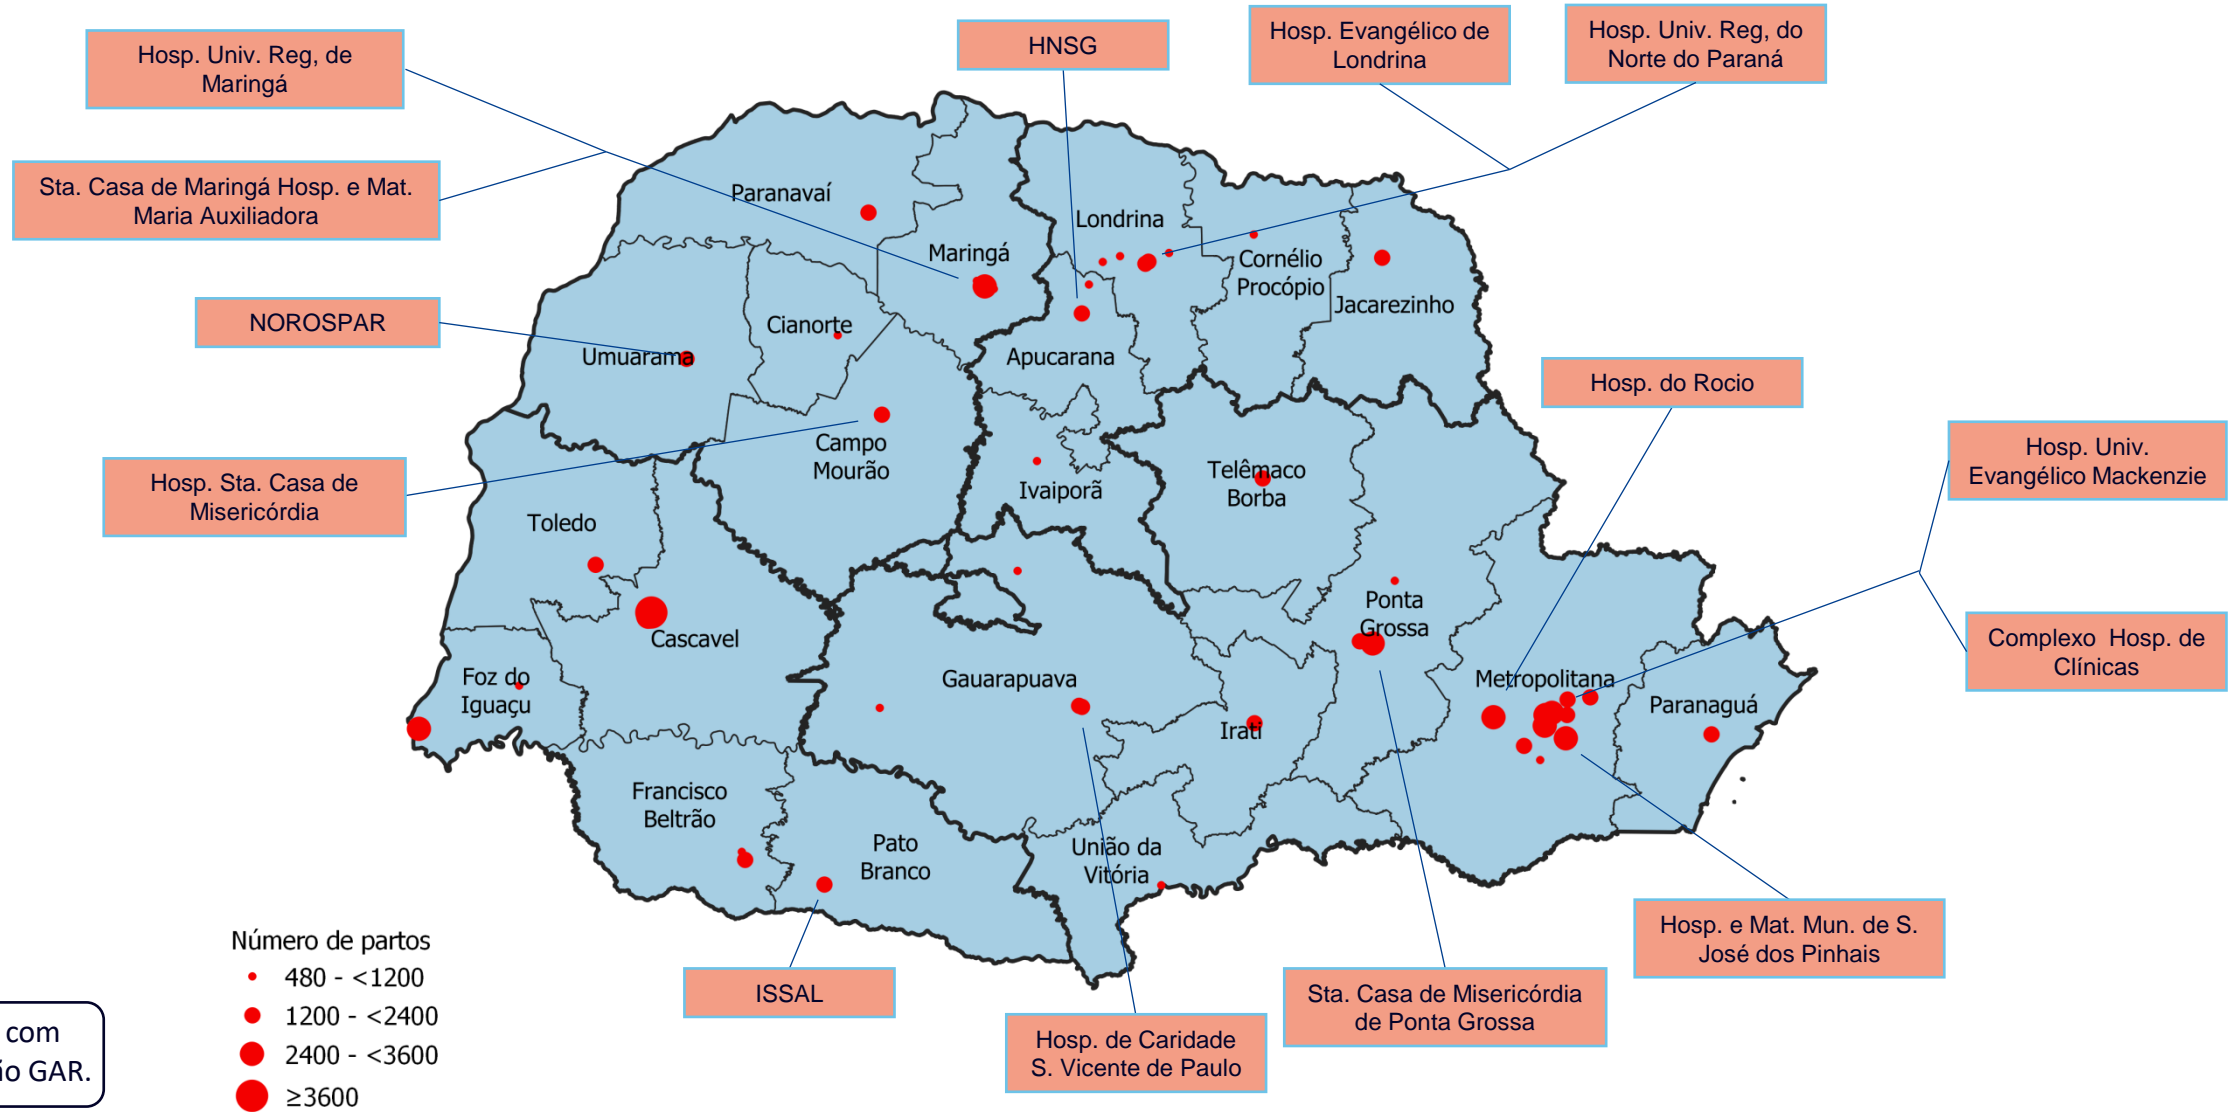 Hosp. Univ. Reg, de
Maringá
HNSG
Hosp. Evangélico de
Londrina
Hosp. Univ. Reg, do
Norte do Paraná
Sta. Casa de Maringá Hosp. e Mat.
Maria Auxiliadora
Paranavaí
Londrina
Maringá
Cornélio
Procópio
Jacarezinho
NOROSPAR
Cianorte
Umuarama
Apucarana
Hosp. do Rocio
Campo
Mourão
Hosp. Univ.
Evangélico Mackenzie
Hosp. Sta. Casa de
Misericórdia
Ivaiporã
Telêmaco
Borba
Toledo
Ponta
Grossa
Cascavel
Complexo  Hosp. de
Clínicas
Foz do
Iguaçu
Gauarapuava
Metropolitana
Paranaguá
Irati
Francisco
Beltrão
Pato
Branco
União da
Vitória
Hosp. e Mat. Mun. de S.
José dos Pinhais
ISSAL
Sta. Casa de Misericórdia
de Ponta Grossa
Hosp. de Caridade
S. Vicente de Paulo
Número de partos
480 - <1200
1200 - <2400
2400 - <3600
≥3600
com
ão GAR.